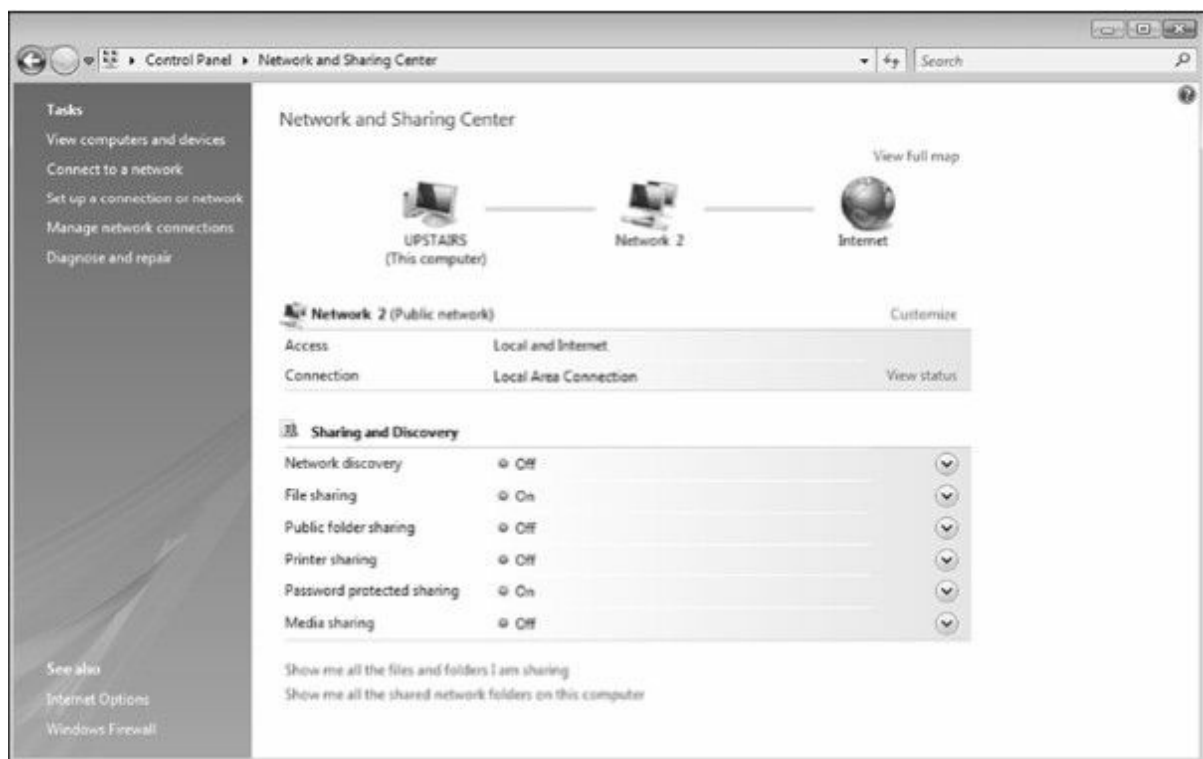 Control Panel Network and Sharing Center Search
Tasks
View computers and devices
Connect to a network
Set up a connection or network
Manage network connections
Diagnose and repair
See also
Internet Options
Windows Firewall
Network and Sharing Center
View full map
UPSTAIRS
(This computer)
Network 2
Internet
Network 2 (Public network) Customize
Access Local and Internet
Connection Local Area Connection View status
Sharing and Discovery
Network discovery Off
File sharing On
Public folder sharing Off
Printer sharing Off
Password protected sharing On
Media sharing Off
Show me all the files and folders I am sharing
Show me all the shared network folders on this computer